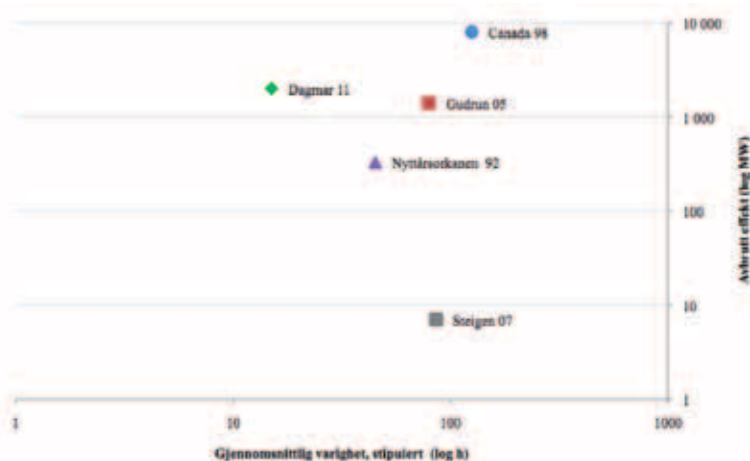 10 000
Canada 98
Dagmar 11
Gudrun 05
1 000
Nyttårsorkanen 92
100
10
Steigen 07
1
1
10
100
1000
Gjennomsnittlig varighet, stipulert (log h)
Avbrutt effekt (log MW)